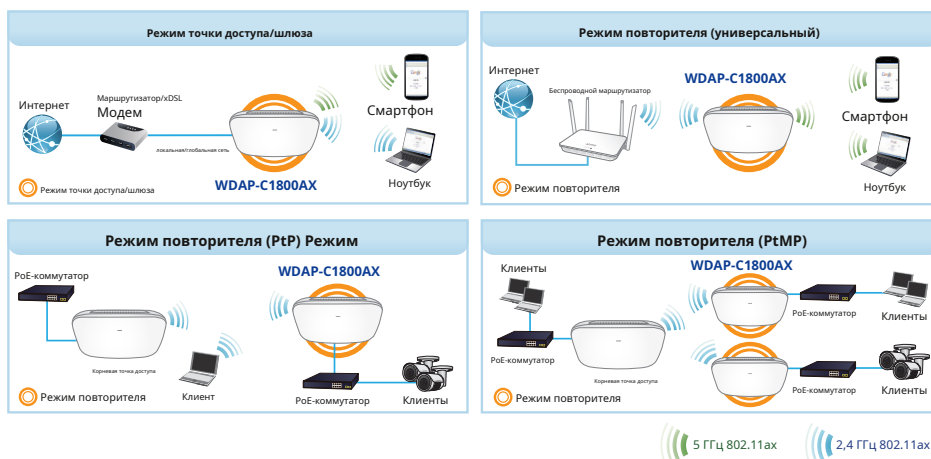 Режим точки доступа/шлюза
Интернет
Маршрутизатор/xDSL
Модем
локальная/глобальная сеть
WDAP-C1800AX
Смартфон
Ноутбук
Режим точки доступа/шлюза
Режим повторителя (универсальный)
Интернет
Беспроводной маршрутизатор
WDAP-C1800AX
Смартфон
Ноутбук
Режим повторителя
Режим повторителя (PtP) Режим
PoE-коммутатор
Корневая точка доступа
Клиент
WDAP-C1800AX
PoE-коммутатор
Клиенты
Режим повторителя
Режим повторителя (PtMP)
Клиенты
PoE-коммутатор
Корневая точка доступа
WDAP-C1800AX
PoE-коммутатор
Клиенты
PoE-коммутатор
Клиенты
Режим повторителя
5 ГГц 802.11ax
2,4 ГГц 802.11ax